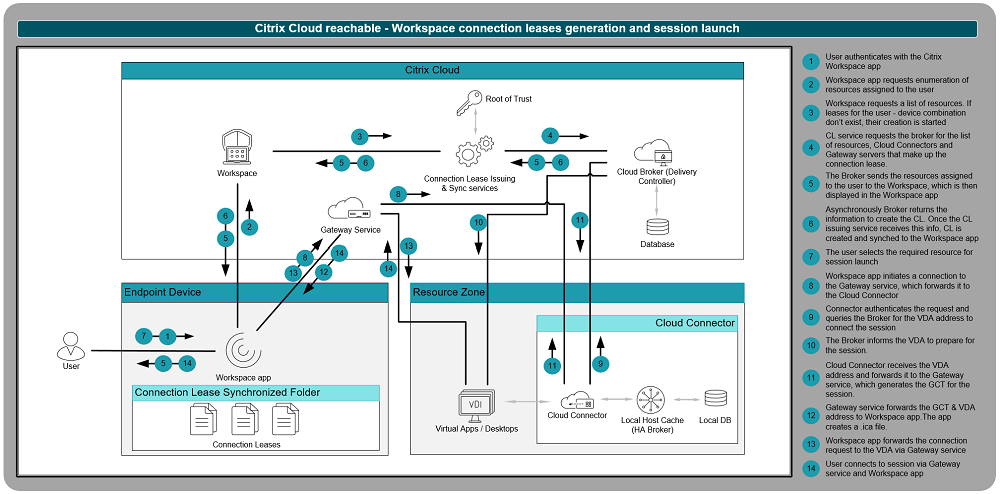 Citrix Cloud reachable - Workspace connection leases generation and session launch
Citrix Cloud
Root of Trust
3
4
5 6
5 6
Workspace
Connection Lease Issuing
& Sync services
Cloud Broker (Delivery
Controller)
8
6
5
2
Gateway Service
10
11
Database
13
8
14
12
13
14
Endpoint Device
Resource Zone
Cloud Connector
7 1
User
5 14
Workspace app
11
9
Connection Lease Synchronized Folder
Connection Leases
VDI
Virtual Apps / Desktops
Cloud Connector
Local Host Cache
(HA Broker)
Local DB
1 User authenticates with the Citrix
Workspace app
2 Workspace app requests enumeration of
resources assigned to the user
3 Workspace requests a list of resources. If
leases for the user - device combination
don't exist, their creation is started
4 CL service requests the broker for the list
of resources, Cloud Connectors and
Gateway servers that make up the
connection lease.
5 The Broker sends the resources assigned
to the user to the Workspace, which is then
displayed in the Workspace app
6 Asynchronously Broker returns the
information to create the CL. Once the CL
issuing service receives this info, CL is
created and synched to the Workspace app
7 The user selects the required resource for
session launch
8 Workspace app initiates a connection to
the Gateway service, which forwards it to
the Cloud Connector
9 Connector authenticates the request and
queries the Broker for the VDA address to
connect the session
10 The Broker informs the VDA to prepare for
the session.
11 Cloud Connector receives the VDA
address and forwards it to the Gateway
service, which generates the GCT for the
session.
12 Gateway service forwards the GCT & VDA
address to Workspace app.The app
creates a .ica file.
13 Workspace app forwards the connection
request to the VDA via Gateway service
14 User connects to session via Gateway
service and Workspace app